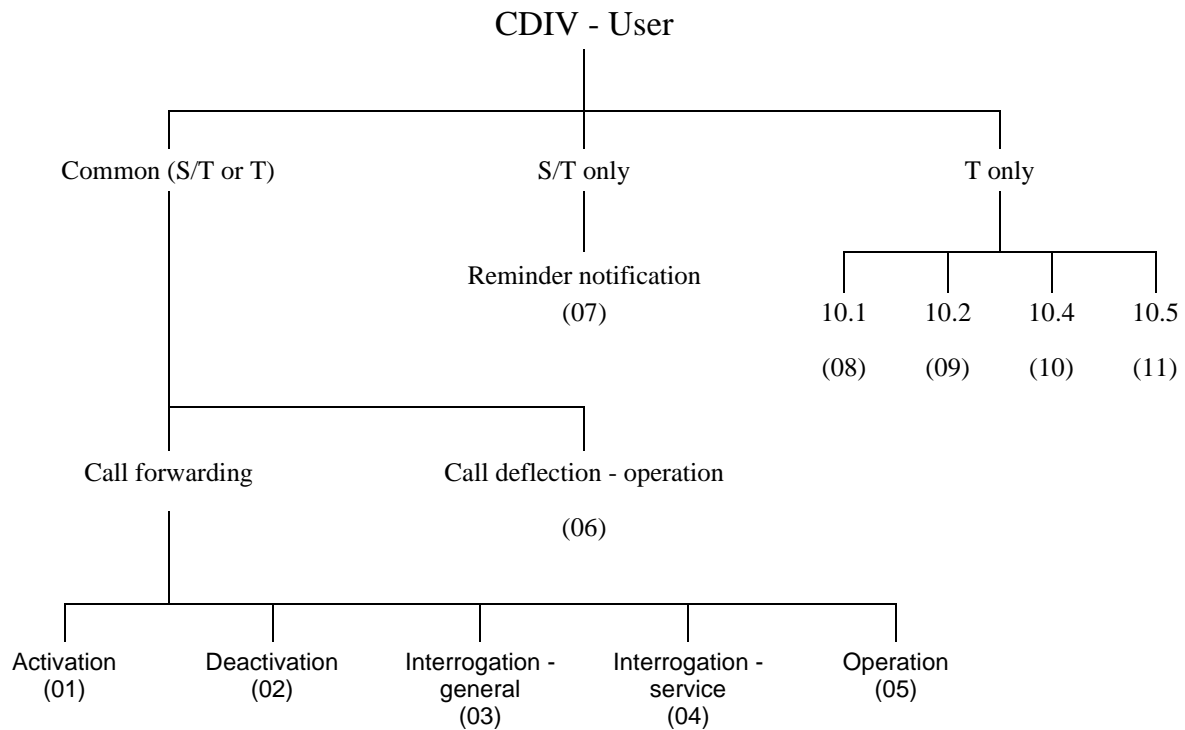 CDIV - User
Common (S/T or T)
S/T only
T only
Reminder notification
(07)
10.1
10.2
10.4
10.5
(08)
(09)
(10)
(11)
Call forwarding
Call deflection - operation
(06)
Activation
(01)
Deactivation
(02)
Interrogation -
general
(03)
Interrogation -
service
(04)
Operation
(05)